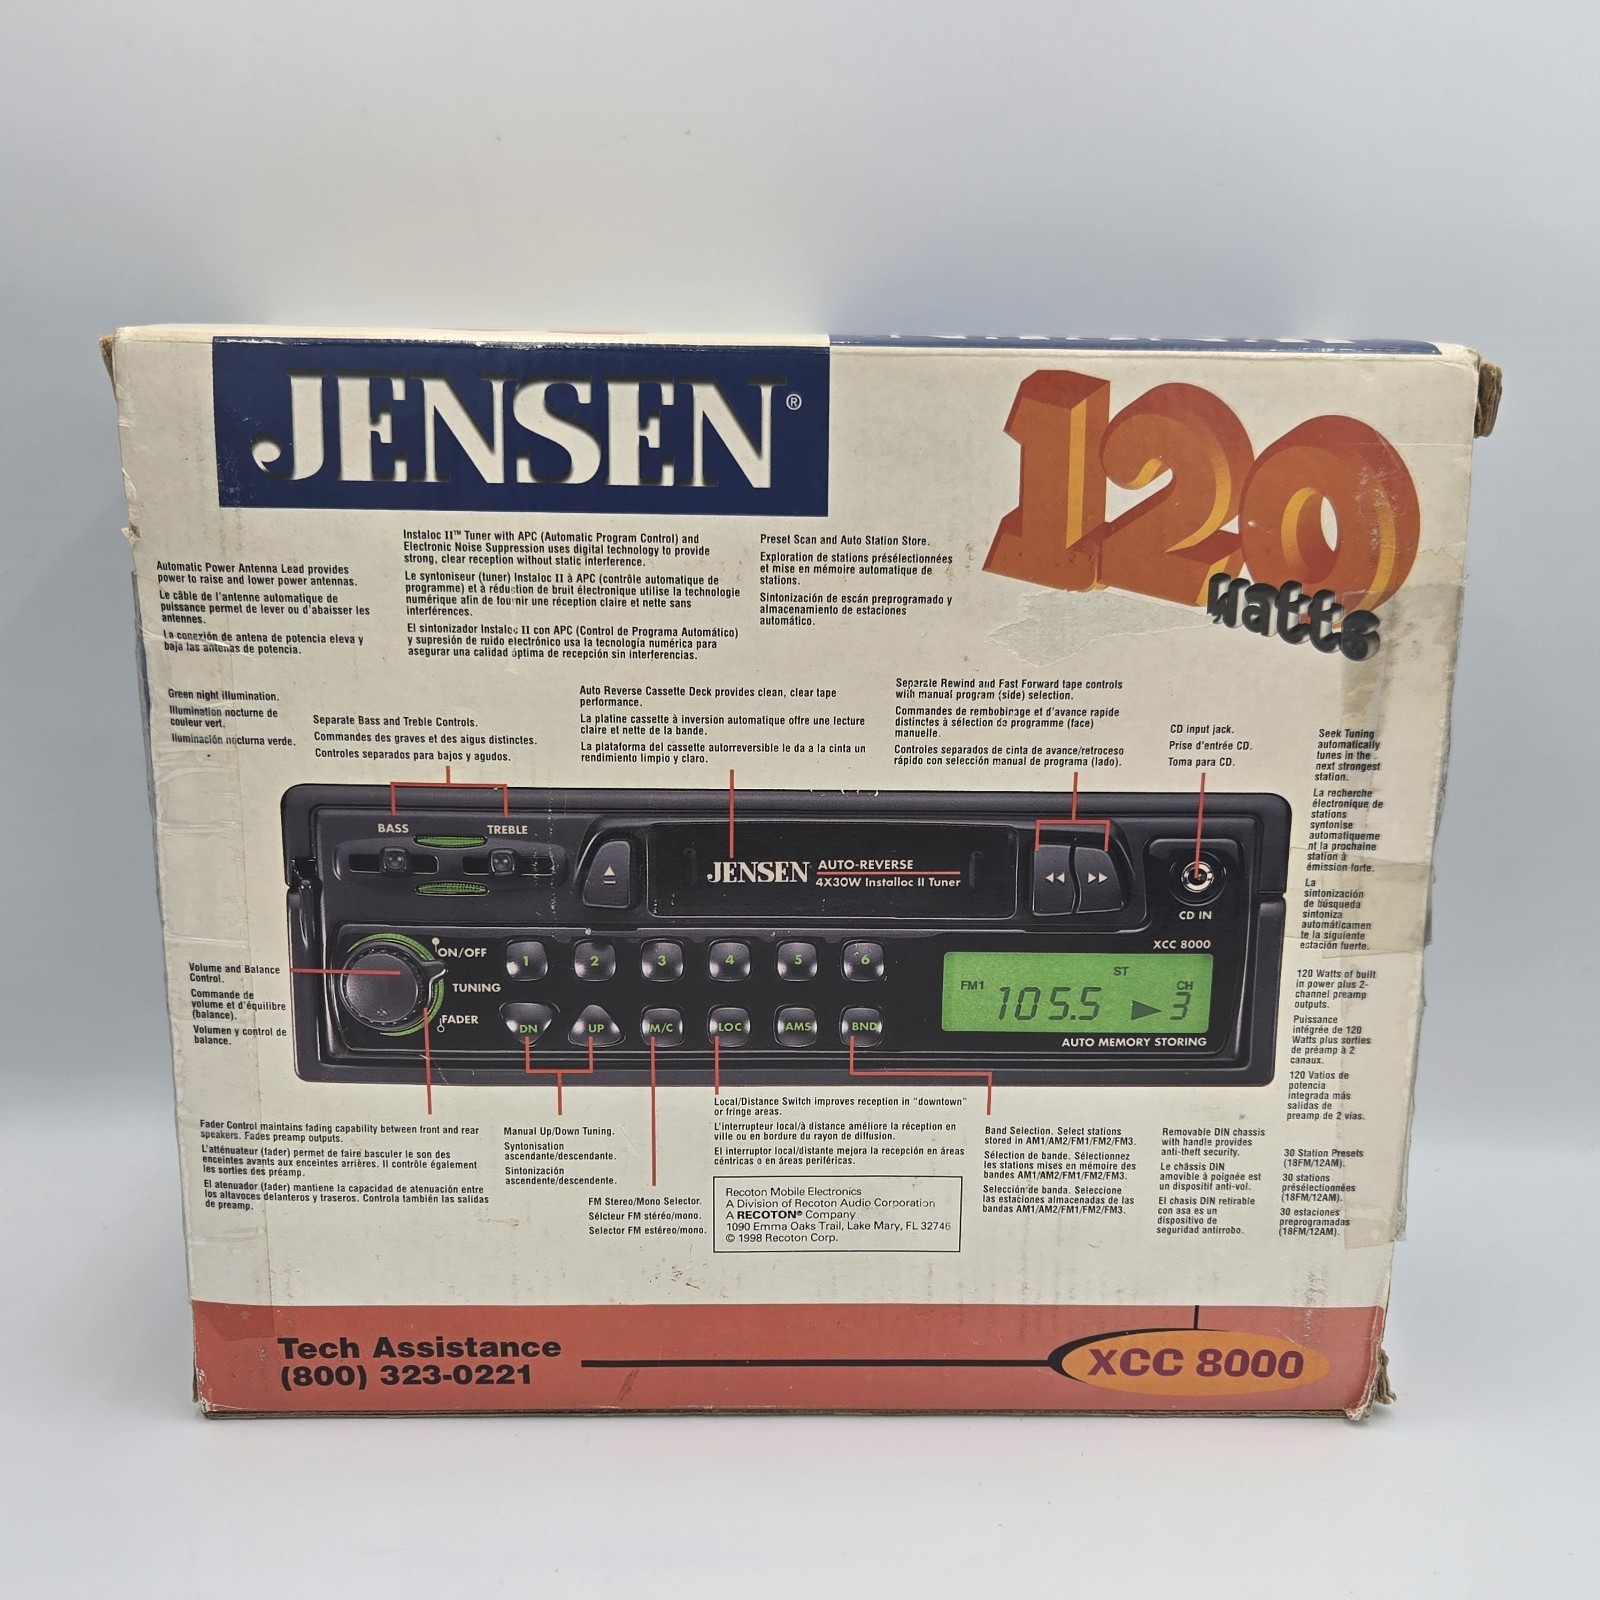 JENSEN®
120
watts
Automatic Power Antenna Lead provides
power to raise and lower power antennas.
Le câble de l'antenne automatique de
puissance permet de lever ou d'abaisser les
antennes.
La conexión de antena de potencia eleva y
baja las antenas de potencia.
Instaloc II™ Tuner with APC (Automatic Program Control) and
Electronic Noise Suppression uses digital technology to provide
strong, clear reception without static interference.
Le syntoniseur (tuner) Instaloc II à APC (contrôle automatique de
programme) et à réduction de bruit électronique utilise la technologie
numérique afin de fournir une réception claire et nette sans
interférences.
El sintonizador Instaloc II con APC (Control de Programa Automático)
y supresión de ruido electrónico usa la tecnología numérica para
asegurar una calidad óptima de recepción sin interferencias.
Preset Scan and Auto Station Store.
Exploration de stations présélectionnées
et mise en mémoire automatique de
stations.
Sintonización de escán preprogramado y
almacenamiento de estaciones
automático.
Green night illumination.
Illumination nocturne de
couleur vert.
Iluminación nocturna verde.
Separate Bass and Treble Controls.
Commandes des graves et des aigus distinctes.
Controles separados para bajos y agudos.
Auto Reverse Cassette Deck provides clean, clear tape
performance.
La platine cassette à inversion automatique offre une lecture
claire et nette de la bande.
La plataforma del cassette autorreversible le da a la cinta un
rendimiento limpio y claro.
Separate Rewind and Fast Forward tape controls
with manual program (side) selection.
Commandes de rembobinage et d'avance rapide
distinctes à sélection de programme (face)
manuelle.
Controles separados de cinta de avance/retroceso
rápido con selección manual de programa (lado).
CD input jack.
Prise d'entrée CD.
Toma para CD.
Seek Tuning
automatically
tunes in the
next strongest
station.
La recherche
électronique de
stations
syntonise
automatiqueme
nt la prochaine
station à
émission forte.
La
sintonización
de búsqueda
sintoniza
automáticamen
te la siguiente
estación fuerte.
BASS
TREBLE
JENSEN AUTO-REVERSE
4X30W Installoc II Tuner
CD IN
XCC 8000
ON/OFF
TUNING
FADER
1 2 3 4 5 6
DN UP M/C LOC AMS BND
ST
FM1 105.5 CH 3
AUTO MEMORY STORING
Volume and Balance
Control.
Commande de
volume et d'équilibre
(balance).
Volumen y control de
balance.
120 Watts of built
in power plus 2-
channel preamp
outputs.
Puissance
intégrée de 120
Watts plus sorties
de préamp à 2
canaux.
120 Vatios de
potencia
integrada más
salidas de
preamp de 2 vías.
Fader Control maintains fading capability between front and rear
speakers. Fades preamp outputs.
L'atténuateur (fader) permet de faire basculer le son des
enceintes avants aux enceintes arrières. Il contrôle également
les sorties des préamp.
El atenuador (fader) mantiene la capacidad de atenuación entre
los altavoces delanteros y traseros. Controla también las salidas
de preamp.
Manual Up/Down Tuning.
Syntonisation
ascendante/descendante.
Sintonización
ascendente/descendente.
FM Stereo/Mono Selector.
Sélcteur FM stéréo/mono.
Selector FM estéreo/mono.
Local/Distance Switch improves reception in "downtown"
or fringe areas.
L'interrupteur local/à distance améliore la réception en
ville ou en bordure du rayon de diffusion.
El interruptor local/distante mejora la recepción en áreas
céntricas o en áreas periféricas.
Recoton Mobile Electronics
A Division of Recoton Audio Corporation
A RECOTON® Company
1090 Emma Oaks Trail, Lake Mary, FL 32746
© 1998 Recoton Corp.
Band Selection. Select stations
stored in AM1/AM2/FM1/FM2/FM3.
Sélection de bande. Sélectionnez
les stations mises en mémoire des
bandes AM1/AM2/FM1/FM2/FM3.
Selección de banda. Seleccione
las estaciones almacenadas de las
bandas AM1/AM2/FM1/FM2/FM3.
Removable DIN chassis
with handle provides
anti-theft security.
Le châssis DIN
amovible à poignée est
un dispositif anti-vol.
El chasis DIN retirable
con asa es un
dispositivo de
seguridad antirrobo.
30 Station Presets
(18FM/12AM).
30 stations
présélectionnées
(18FM/12AM).
30 estaciones
preprogramadas
(18FM/12AM).
Tech Assistance
(800) 323-0221
XCC 8000